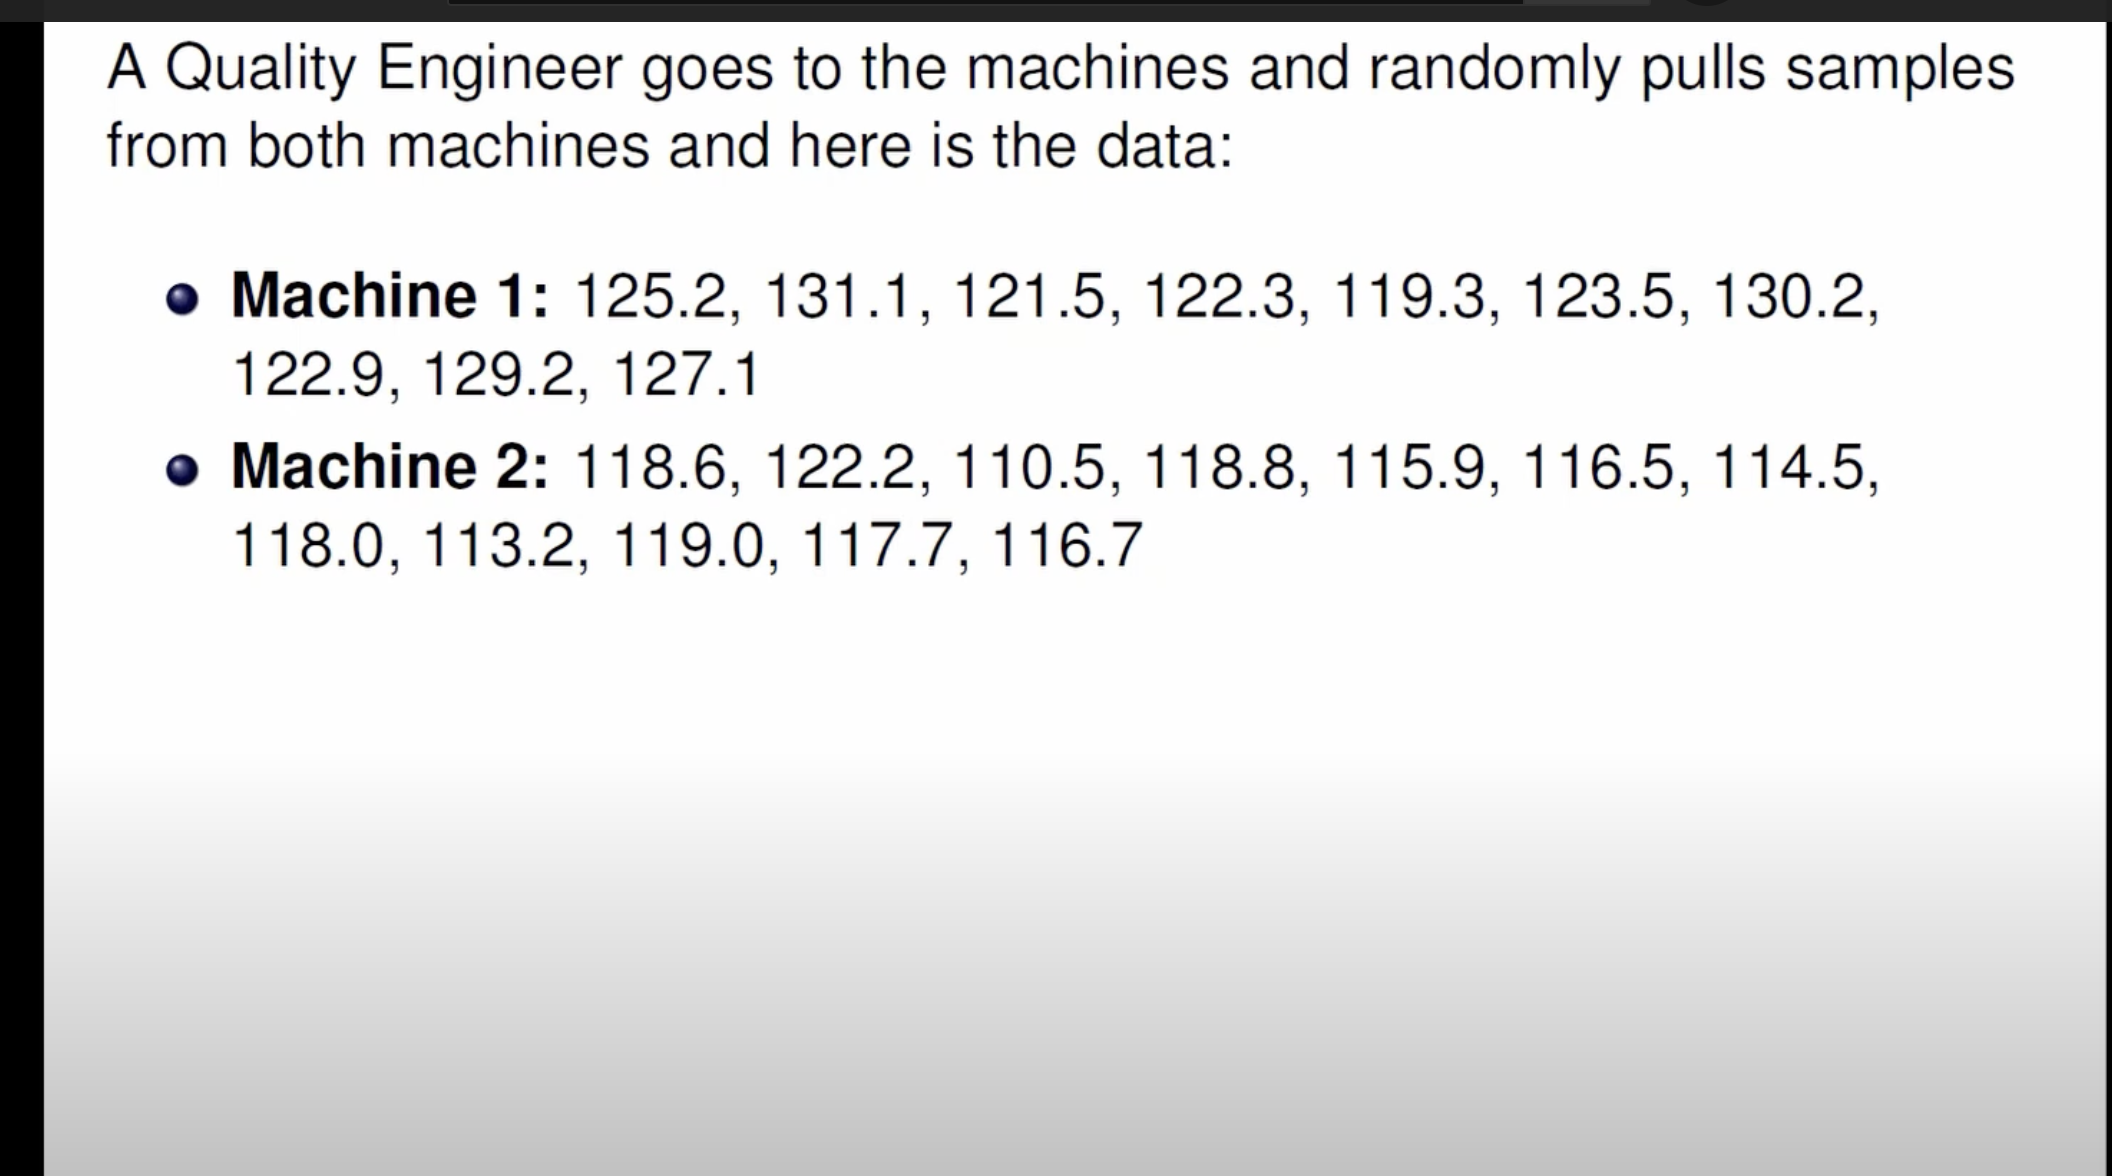 A Quality Engineer goes to the machines and randomly pulls samples
from both machines and here is the data:
Machine 1: 125.2, 131.1, 121.5, 122.3, 119.3, 123.5, 130.2,
122.9, 129.2, 127.1
Machine 2: 118.6, 122.2, 110.5, 118.8, 115.9, 116.5, 114.5,
118.0, 113.2, 119.0, 117.7, 116.7